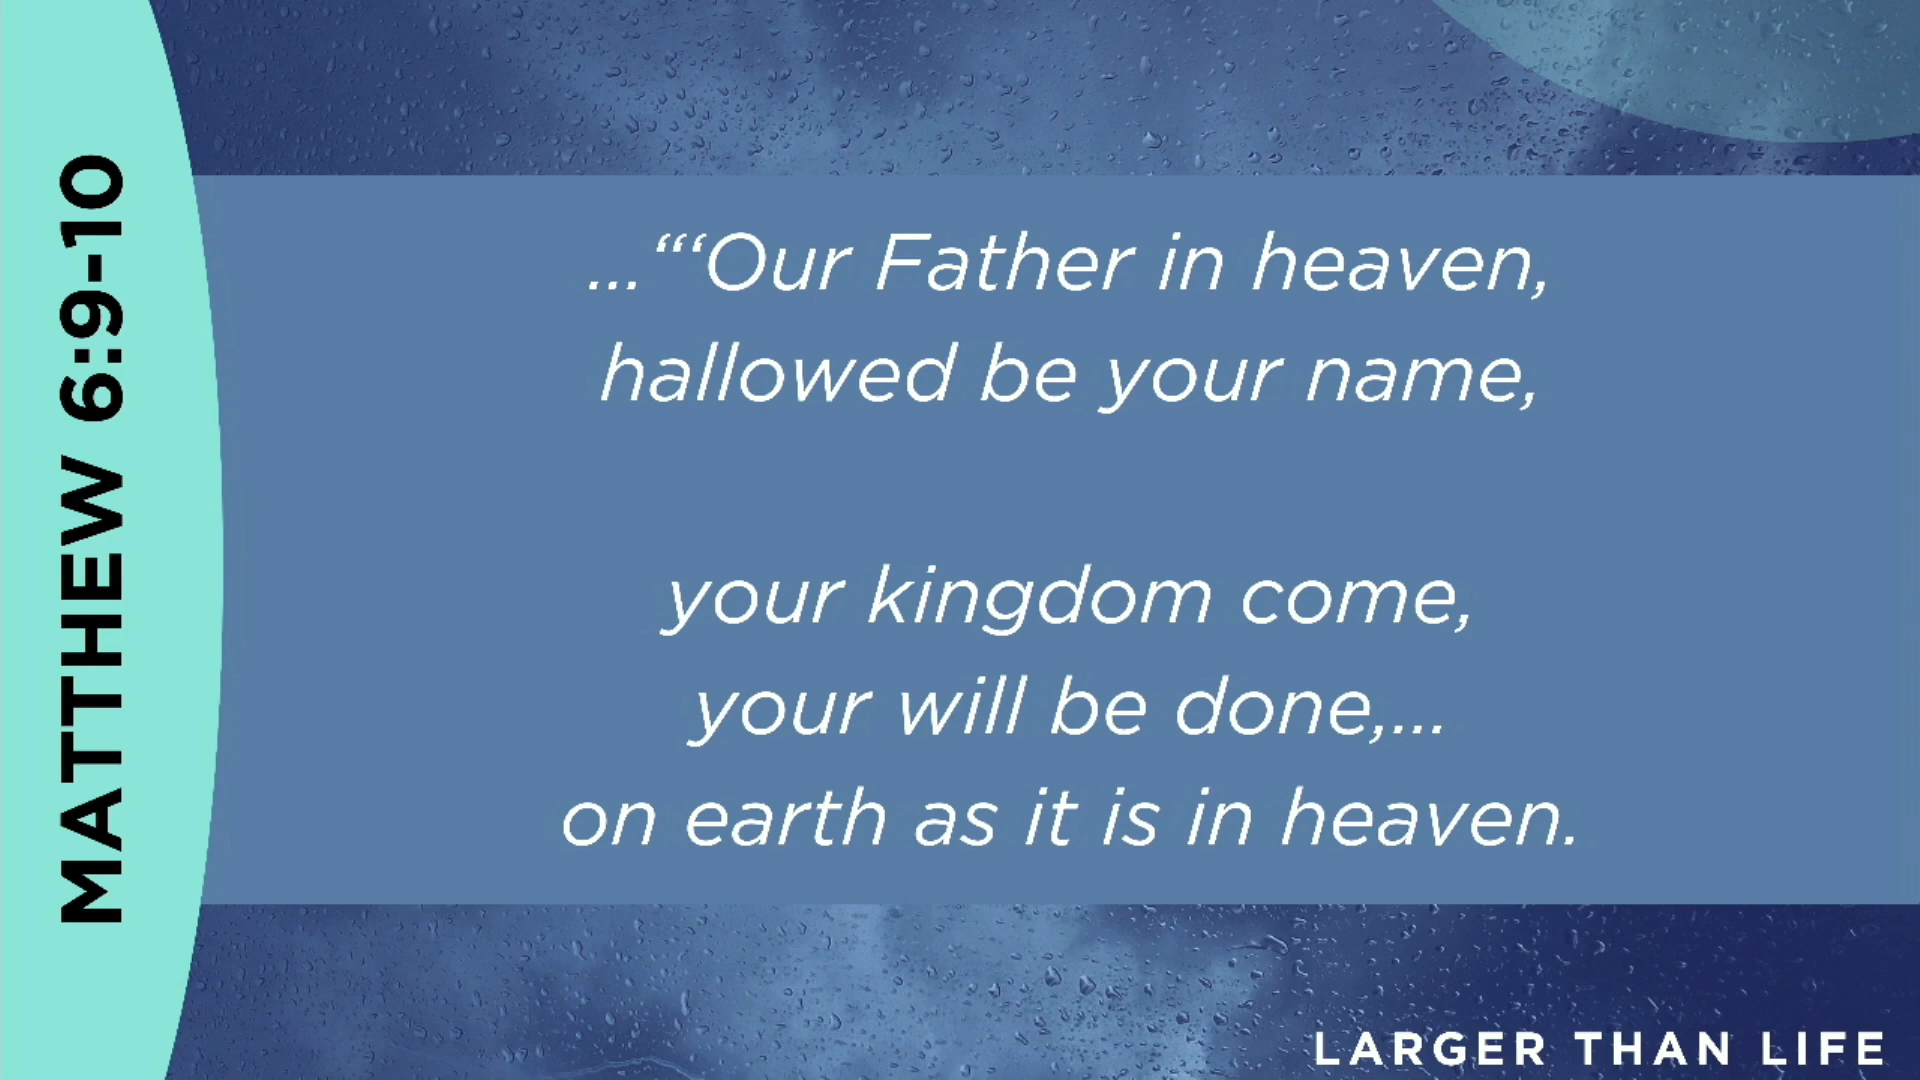 MATTHEW 6:9-10
...“‘Our Father in heaven,
hallowed be your name,
your kingdom come,
your will be done,...
on earth as it is in heaven.
LARGER THAN LIFE